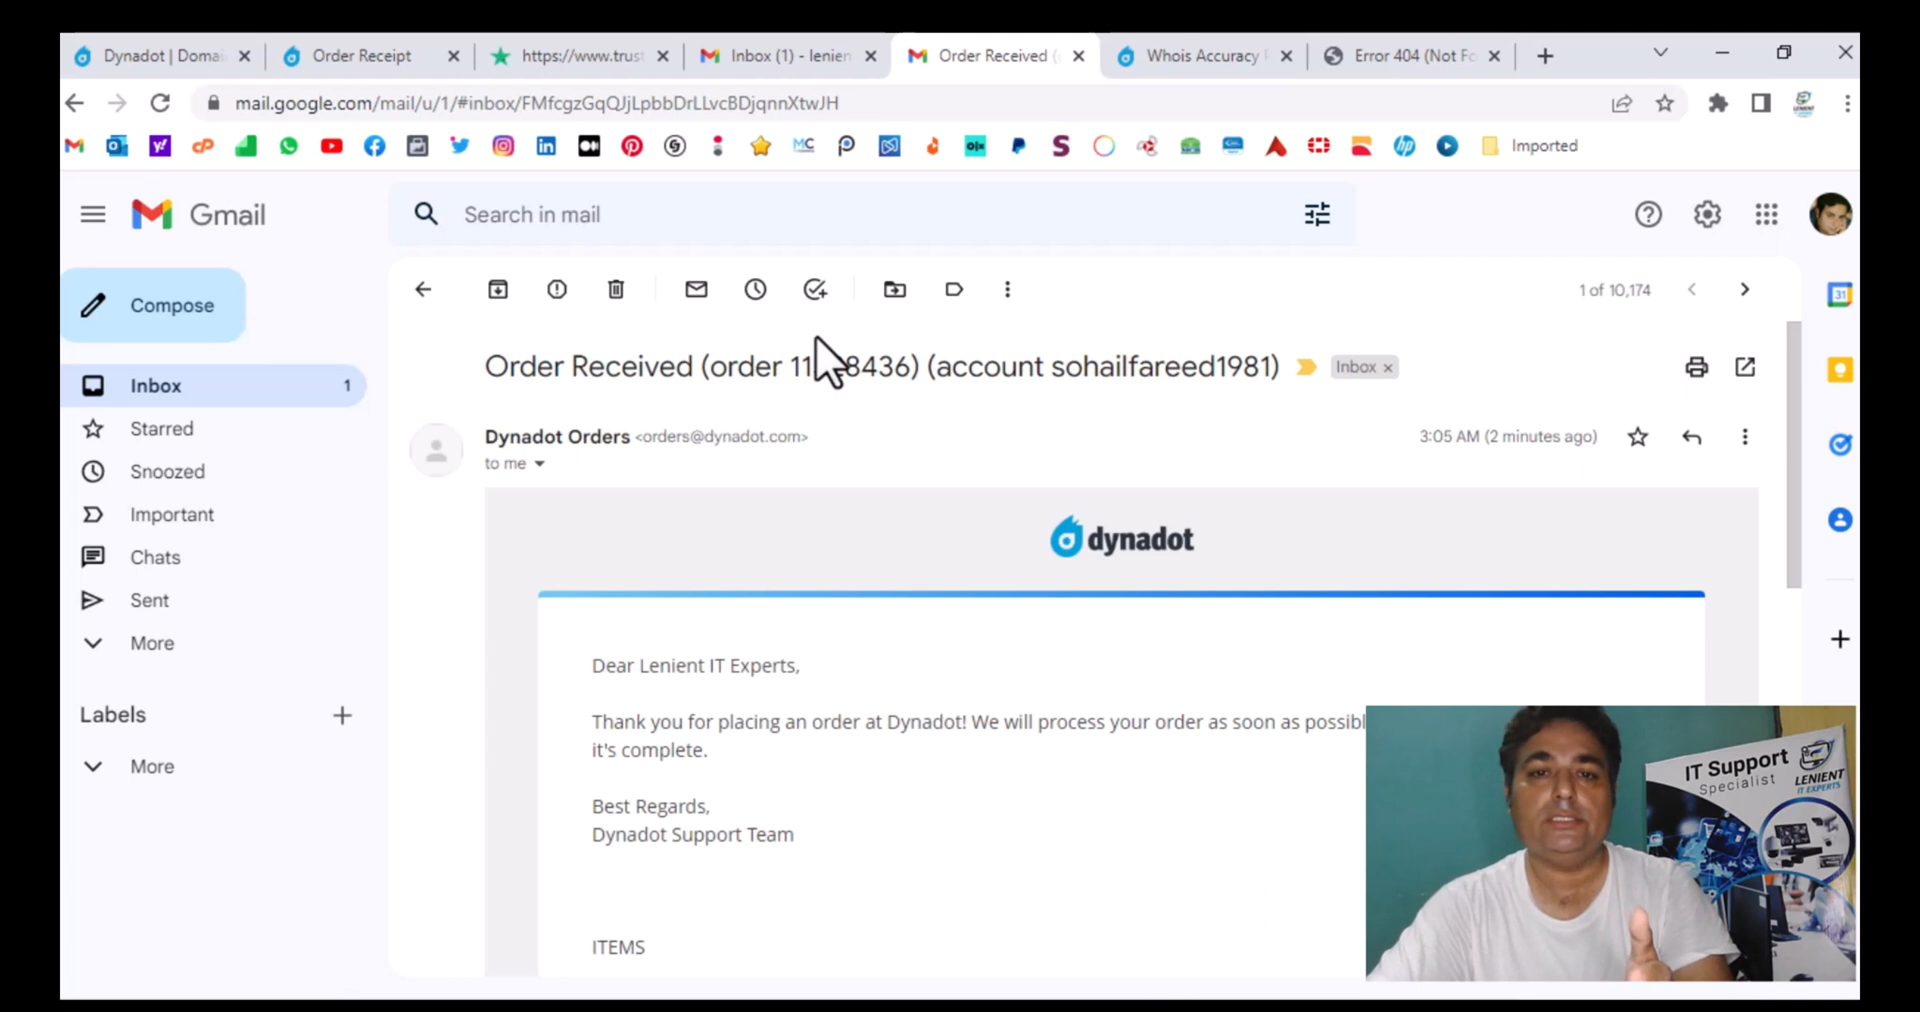 Dynadot | Domai
Order Receipt
https://www.trust
Inbox (1) - lenien
Order Received (
Whois Accuracy
Error 404 (Not Fo
mail.google.com/mail/u/1/#inbox/FMfcgzGqQJjLpbbDrLLvcBDjqnnXtwJH
Imported
Gmail
Search in mail
Compose
1 of 10,174
Order Received (order 11 8436) (account sohailfareed1981)
Inbox ×
Inbox 1
Starred
Snoozed
Important
Chats
Sent
More
Labels
More
Dynadot Orders <orders@dynadot.com>
3:05 AM (2 minutes ago)
to me
dynadot
Dear Lenient IT Experts,
Thank you for placing an order at Dynadot! We will process your order as soon as possibl
it's complete.
Best Regards,
Dynadot Support Team
ITEMS
IT Support
Specialist
LENIENT
IT EXPERTS